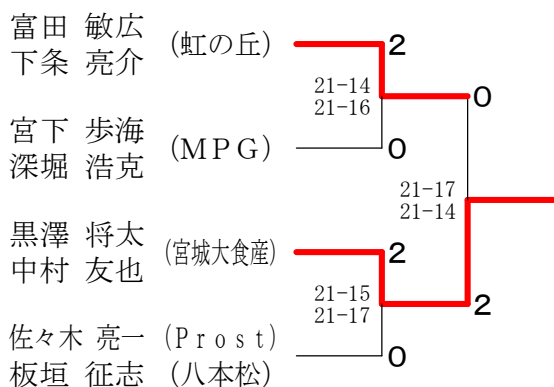 富田 敏広
下条 亮介
(虹の丘)
2
21-14
21-16
0
宮下 歩海
深堀 浩克
(MPG)
0
21-17
21-14
黒澤 将太
中村 友也
(宮城大食産)
2
21-15
21-17
2
佐々木 亮一 (Prost)
板垣 征志 (八本松)
0